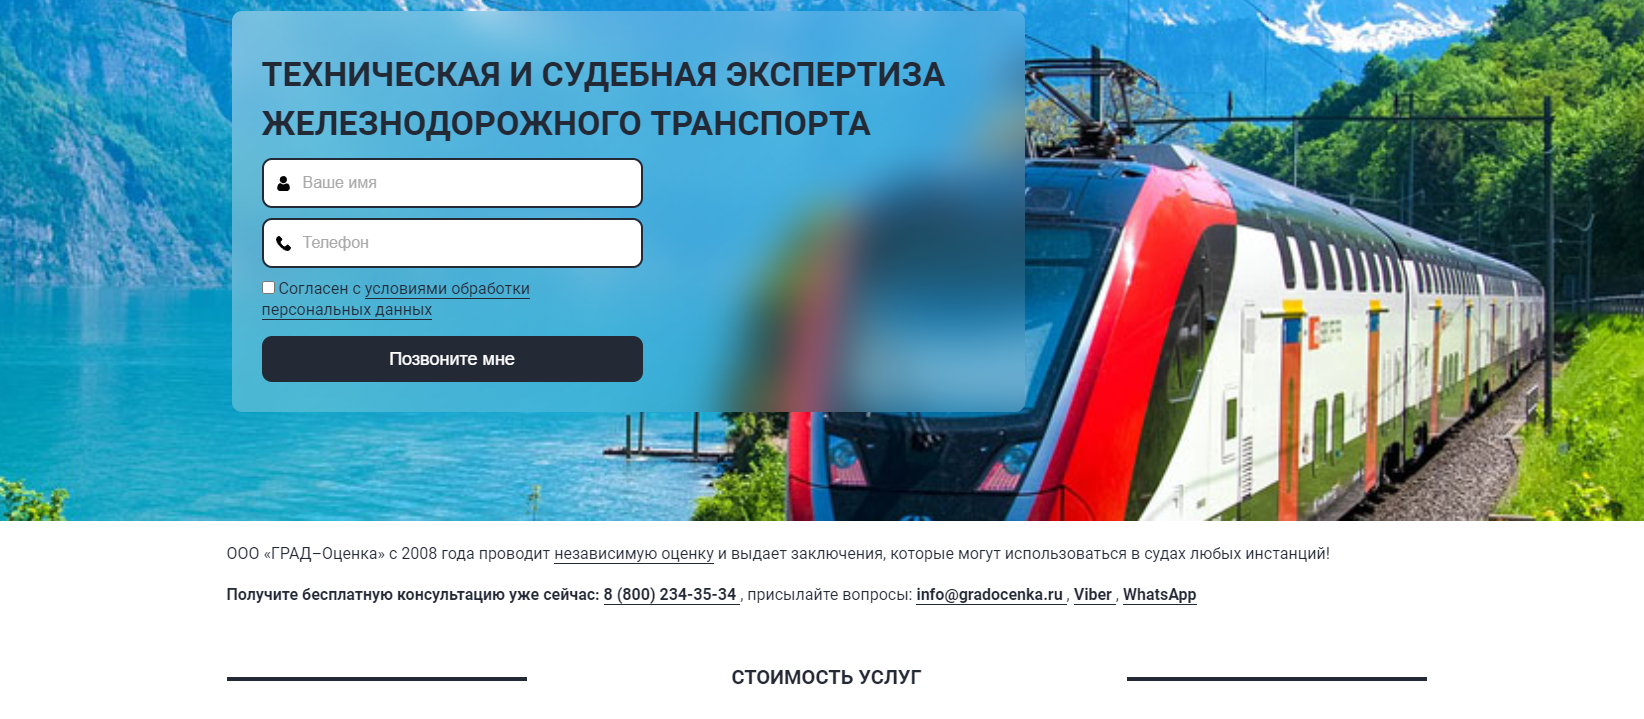 ТЕХНИЧЕСКАЯ И СУДЕБНАЯ ЭКСПЕРТИЗА
ЖЕЛЕЗНОДОРОЖНОГО ТРАНСПОРТА
Ваше имя
Телефон
Согласен с условиями обработки
персональных данных
Позвоните мне
ООО «ГРАД–Оценка» с 2008 года проводит независимую оценку и выдает заключения, которые могут использоваться в судах любых инстанций!
Получите бесплатную консультацию уже сейчас: 8 (800) 234-35-34 , присылайте вопросы: info@gradocenka.ru , Viber , WhatsApp
СТОИМОСТЬ УСЛУГ